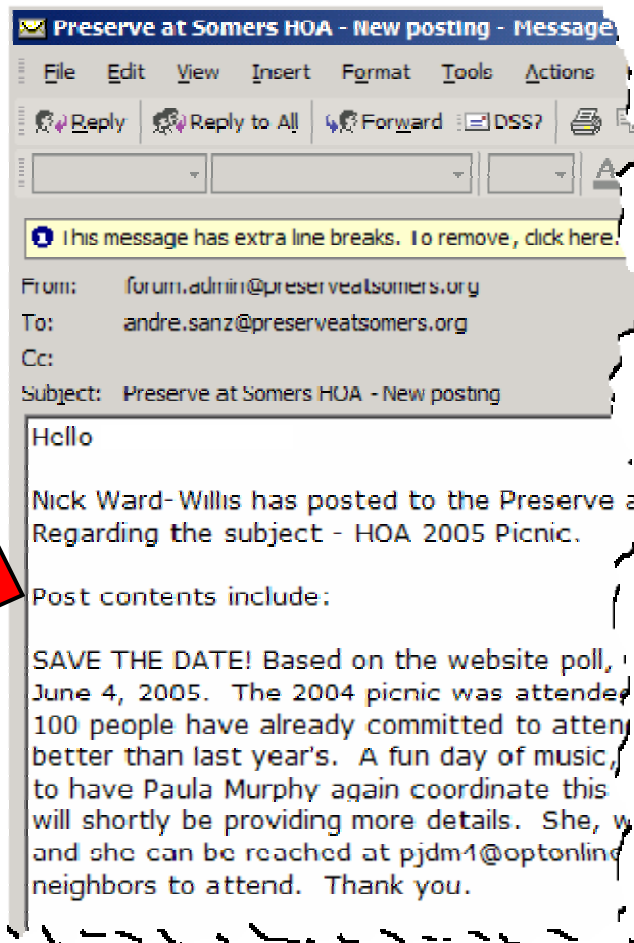 Preserve at Somers HOA - New posting - Message
File Edit View Insert Format Tools Actions
Reply Reply to All Forward DSS?
A
This message has extra line breaks. To remove, click here.
From: forum.admin@preserveatsomers.org
To: andre.sanz@preserveatsomers.org
Cc:
Subject: Preserve at Somers HOA - New posting
Hello
Nick Ward-Willis has posted to the Preserve a
Regarding the subject - HOA 2005 Picnic.
Post contents include:
SAVE THE DATE! Based on the website poll,
June 4, 2005. The 2004 picnic was attended
100 people have already committed to atten
better than last year's. A fun day of music,
to have Paula Murphy again coordinate this
will shortly be providing more details. She, w
and she can be reached at pjdm1@optonline
neighbors to attend. Thank you.